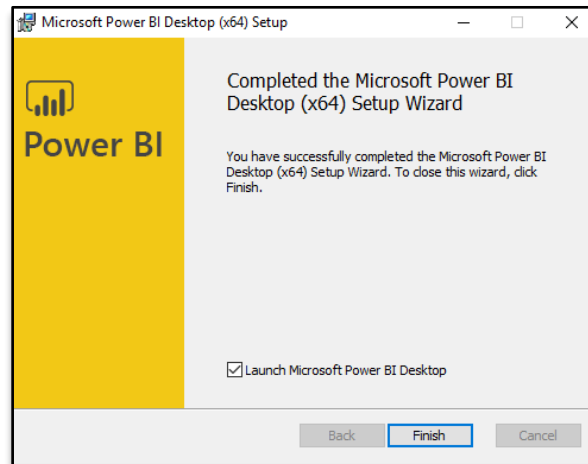 Microsoft Power BI Desktop (x64) Setup
Power BI
Completed the Microsoft Power BI
Desktop (x64) Setup Wizard
You have successfully completed the Microsoft Power BI
Desktop (x64) Setup Wizard. To close this wizard, click
Finish.
Launch Microsoft Power BI Desktop
Back
Finish
Cancel